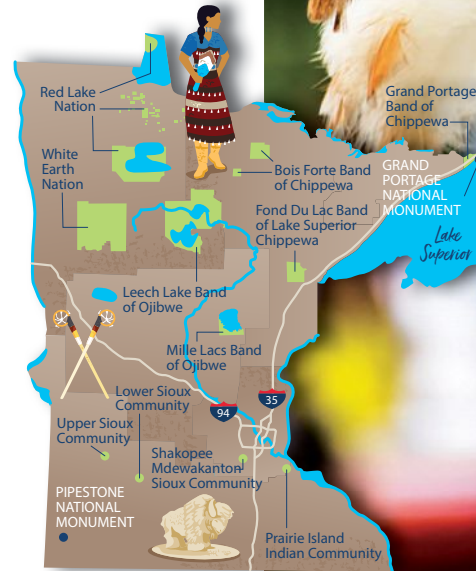 Red Lake
Nation
White
Earth
Nation
Grand Portage
Band of
Chippewa
GRAND
PORTAGE
NATIONAL
MONUMENT
Lake
Superior
Bois Forte Band
of Chippewa
Fond Du Lac Band
of Lake Superior
Chippewa
Leech Lake Band
of Ojibwe
Mille Lacs Band
of Ojibwe
Lower Sioux
Community
94
35
Upper Sioux
Community
Shakopee
Mdewakanton
Sioux Community
PIPESTONE
NATIONAL
MONUMENT
Prairie Island
Indian Community